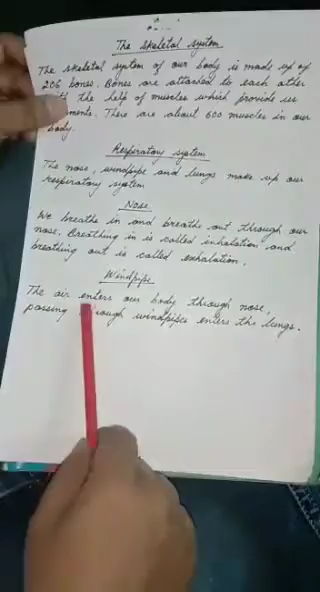 The skeletal system
The skeletal system of our body is made up of
206 bones. Bones are attached to each other
with the help of muscles which provide us
ments. There are about 600 muscles in our
body.
Respiratory system
The nose, windpipe and lungs make up our
respiratory system
Nose
We breathe in and breathe out through our
nose. Breathing in is called inhalation and
breathing out is called exhalation.
Windpipe
The air enters our body through nose,
passing through windpipe enters the lungs.